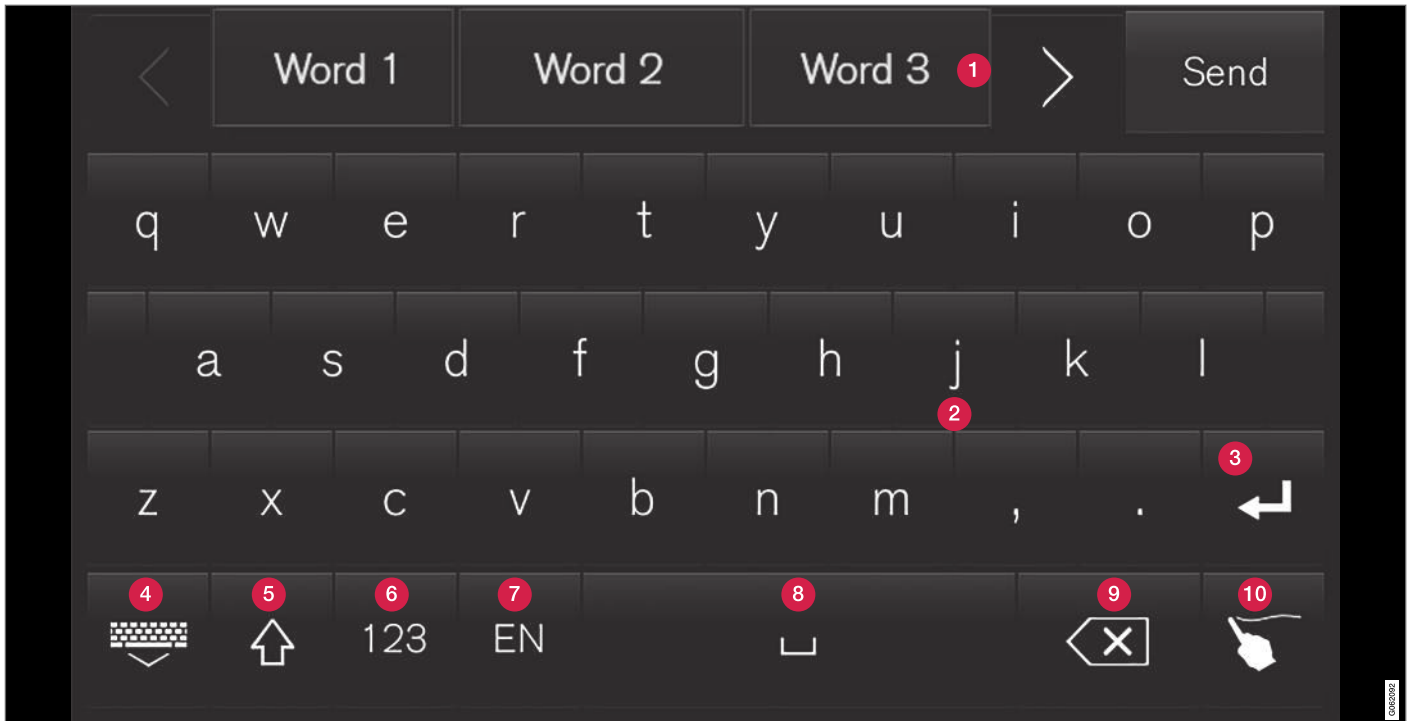 Word 1 Word 2 Word 3 1 Send
q w e r t y u i o p
a s d f g h j k l
2
3
z x c v b n m , .
4 5 6 7 8 9 10
123 EN
G062092